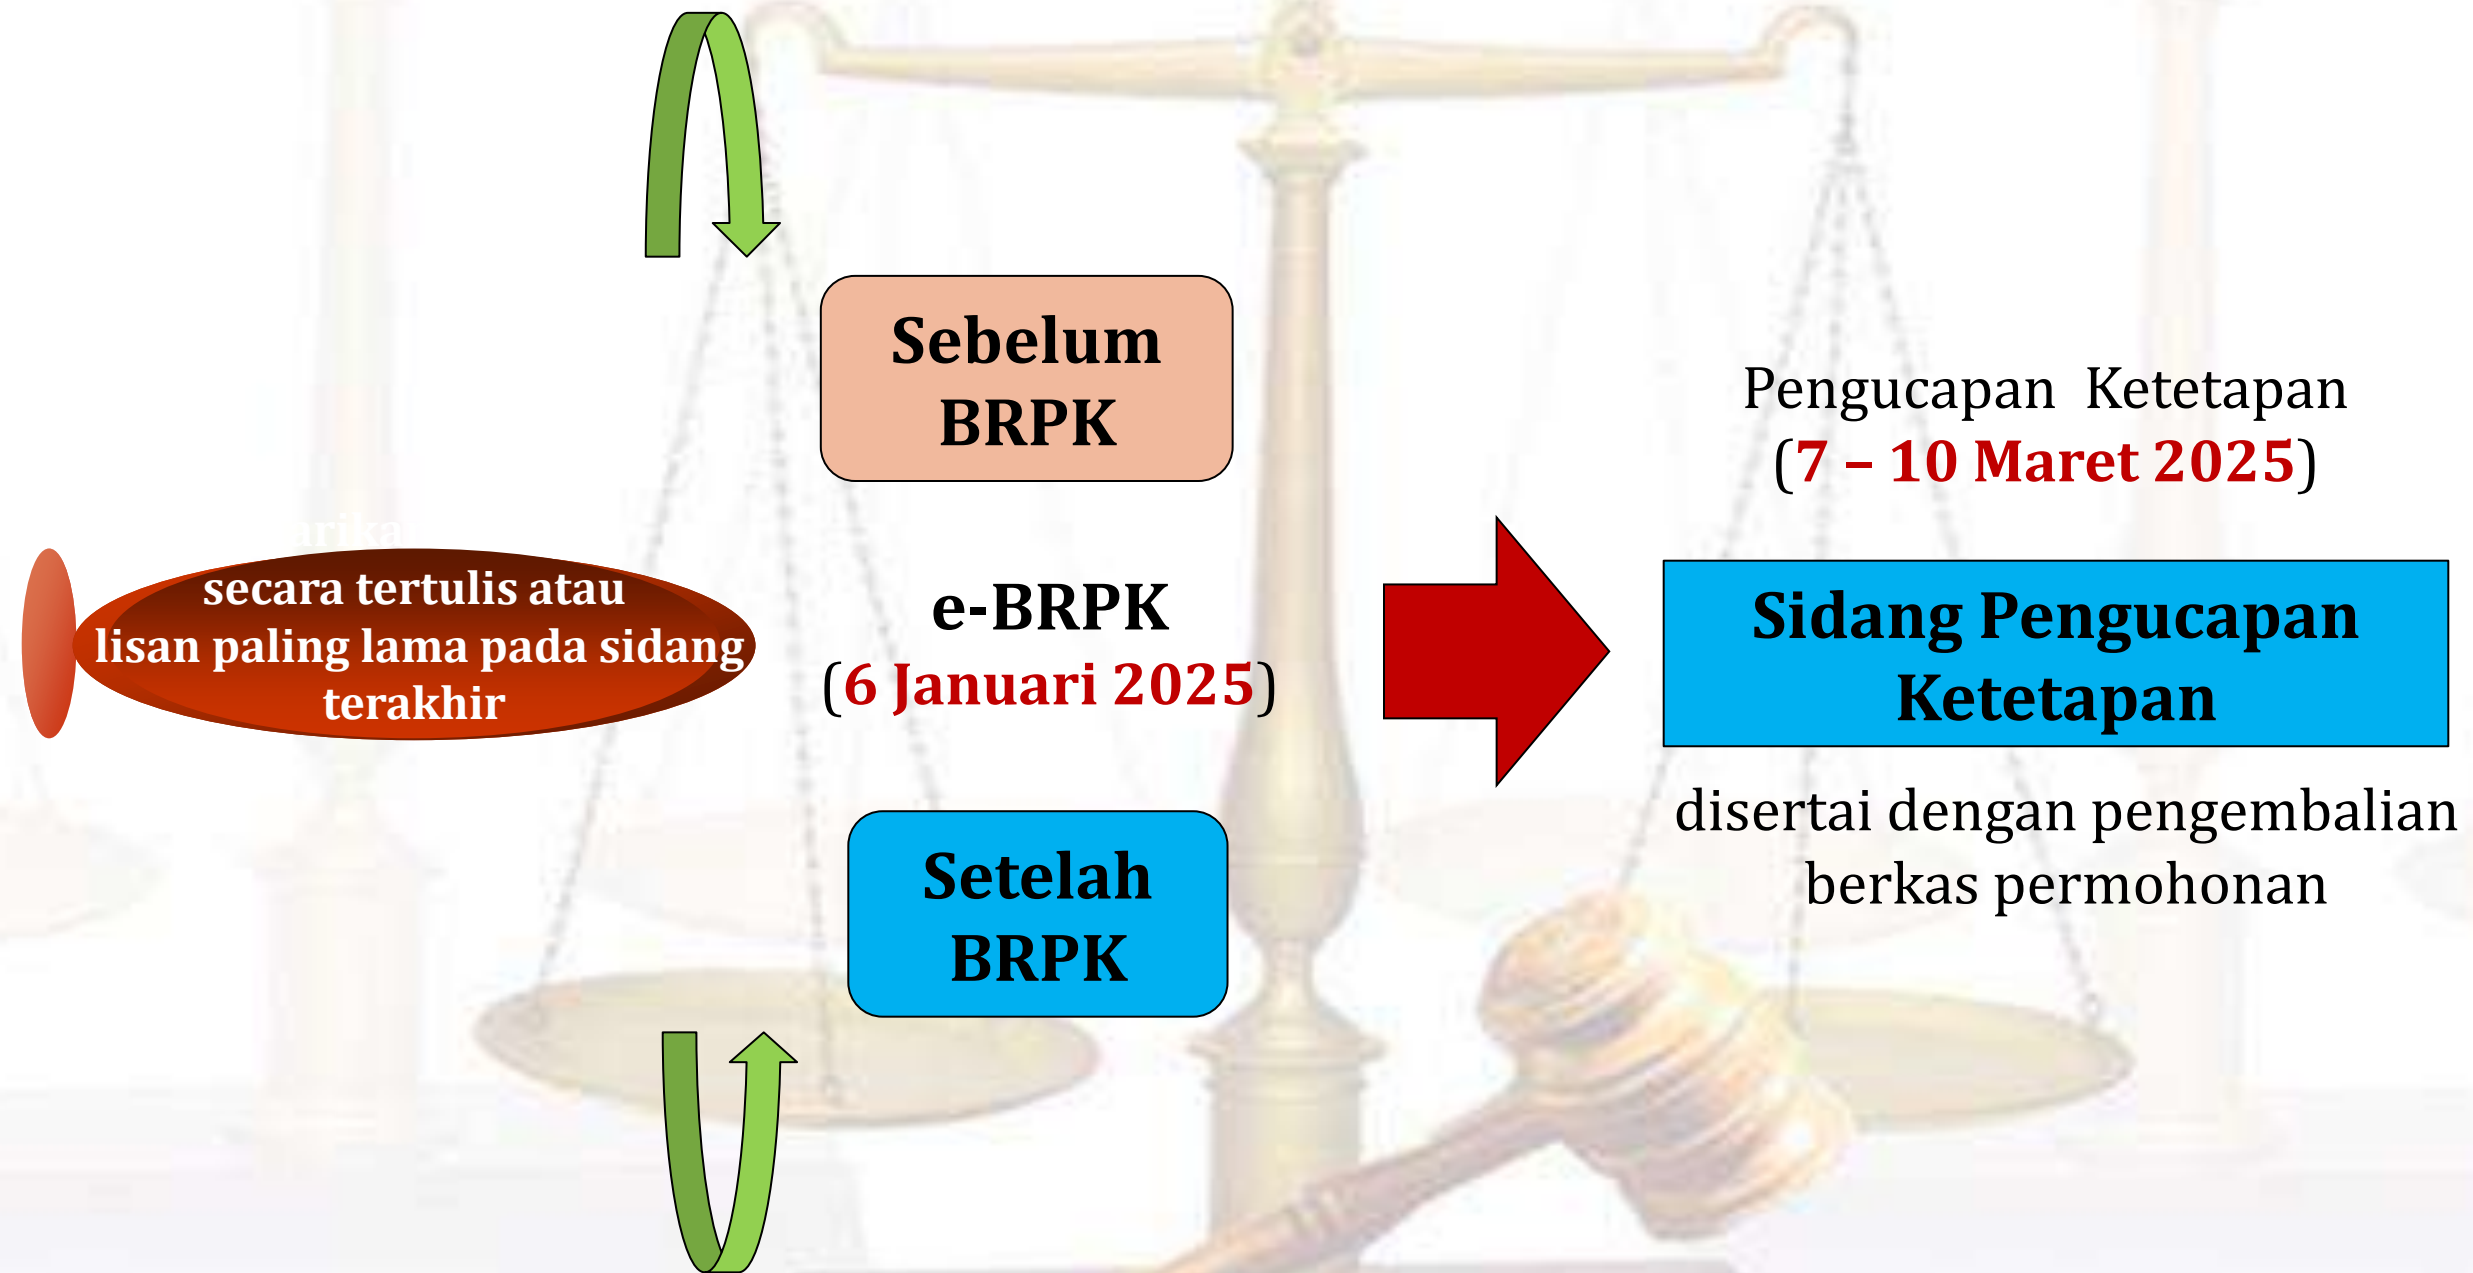 secara tertulis atau
lisan paling lama pada sidang
terakhir
Sebelum
BRPK
e-BRPK
(6 Januari 2025)
Setelah
BRPK
Pengucapan Ketetapan
(7 – 10 Maret 2025)
Sidang Pengucapan
Ketetapan
disertai dengan pengembalian
berkas permohonan